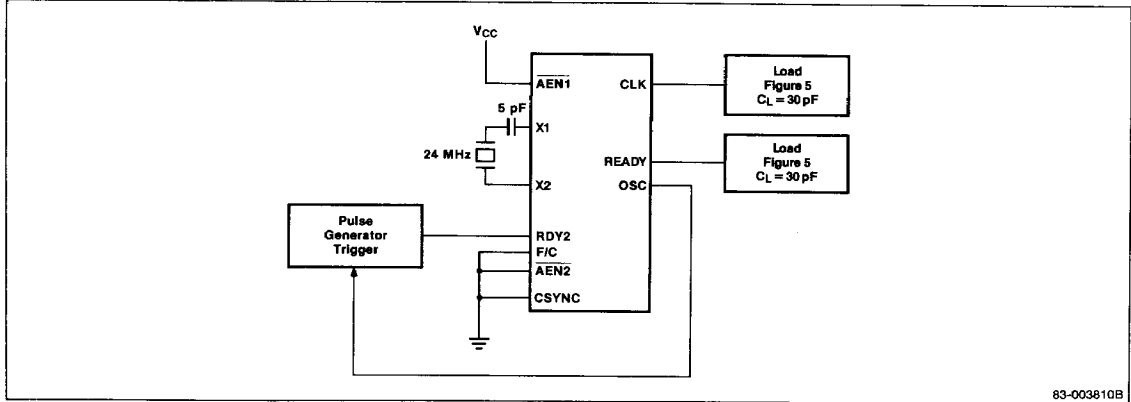 VCC
AEN1
CLK
Load
Figure 5
CL = 30 pF
5 pF
X1
24 MHz
READY
Load
Figure 5
CL = 30 pF
X2
OSC
Pulse
Generator
Trigger
RDY2
F/C
AEN2
CSYNC
83-003810B